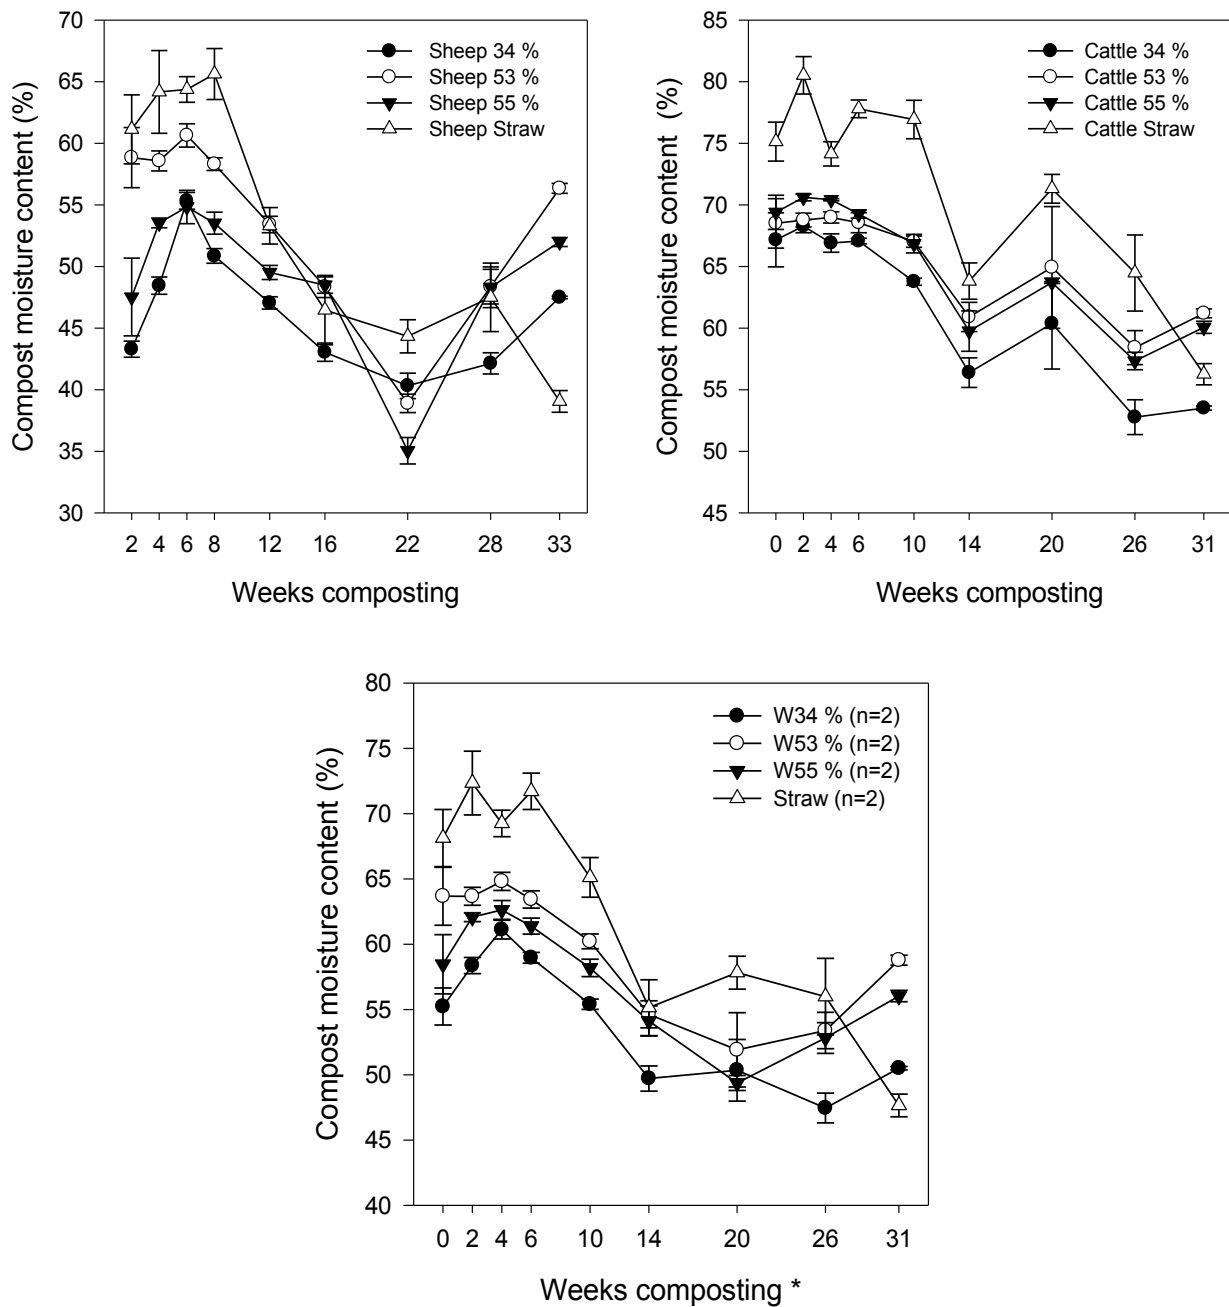 Compost moisture content (%)
70
65
60
55
50
45
40
35
30
Sheep 34 %
Sheep 53 %
Sheep 55 %
Sheep Straw
2 4 6 8 12 16 22 28 33
Weeks composting
Compost moisture content (%)
85
80
75
70
65
60
55
50
45
Cattle 34 %
Cattle 53 %
Cattle 55 %
Cattle Straw
0 2 4 6 10 14 20 26 31
Weeks composting
Compost moisture content (%)
80
75
70
65
60
55
50
45
40
W34 % (n=2)
W53 % (n=2)
W55 % (n=2)
Straw (n=2)
0 2 4 6 10 14 20 26 31
Weeks composting *